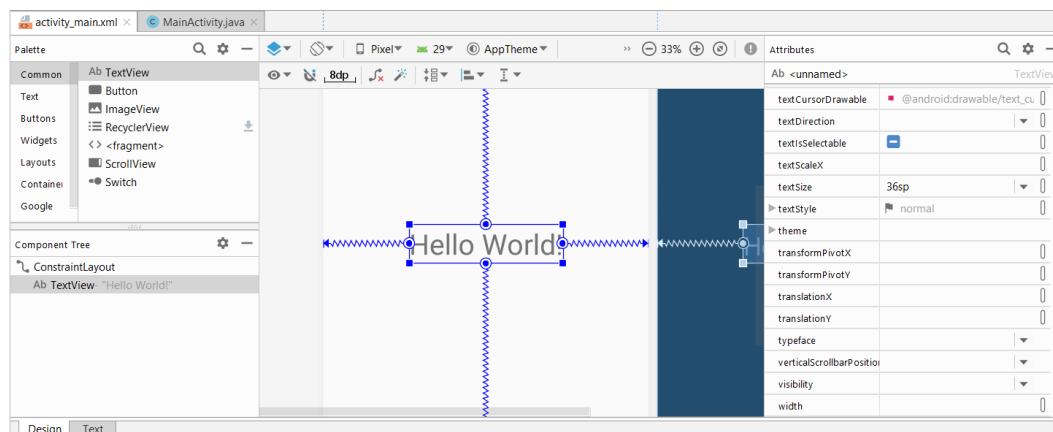 activity_main.xml
MainActivity.java
Palette
Common
Text
Buttons
Widgets
Layouts
Container
Google
Ab TextView
Button
ImageView
RecyclerView
<fragment>
ScrollView
Switch
Component Tree
ConstraintLayout
Ab TextView- "Hello World!"
Pixel
29
AppTheme
33%
8dp
Hello World!
Attributes
Ab <unnamed>
TextView
textCursorDrawable
@android:drawable/text_cu
textDirection
textIsSelectable
textScaleX
textSize
36sp
textStyle
normal
theme
transformPivotX
transformPivotY
translationX
translationY
typeface
verticalScrollbarPosition
visibility
width
Design
Text